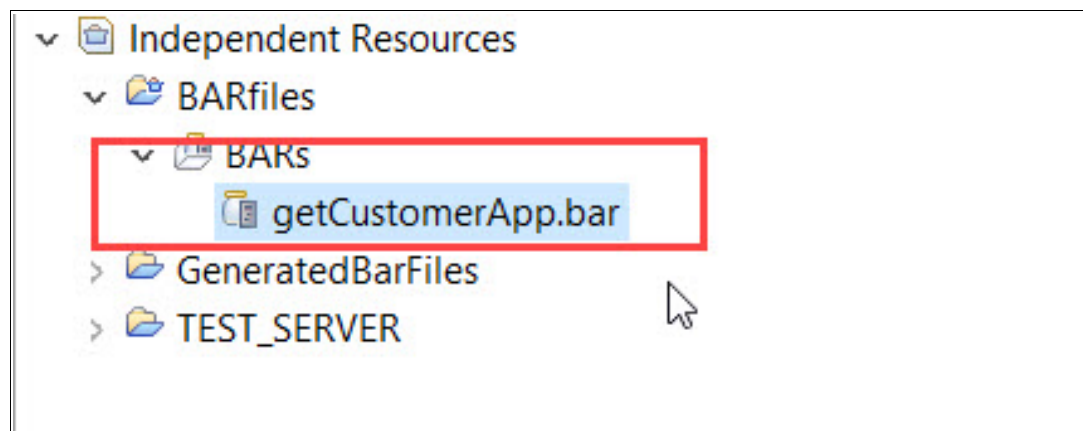 Independent Resources
BARfiles
BARs
getCustomerApp.bar
GeneratedBarFiles
TEST_SERVER